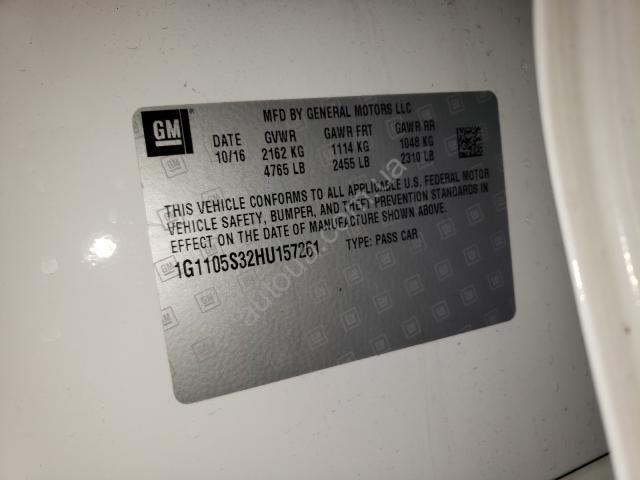 GM
MFD BY GENERAL MOTORS LLC
DATE GVWR GAWR FRT GAWR RR
10/16 2162 KG 1114 KG 1048 KG
4765 LB 2455 LB 2310 LB
THIS VEHICLE CONFORMS TO ALL APPLICABLE U.S. FEDERAL MOTOR
VEHICLE SAFETY, BUMPER, AND THEFT PREVENTION STANDARDS IN
EFFECT ON THE DATE OF MANUFACTURE SHOWN ABOVE.
1G1105S32HU157261 TYPE: PASS CAR